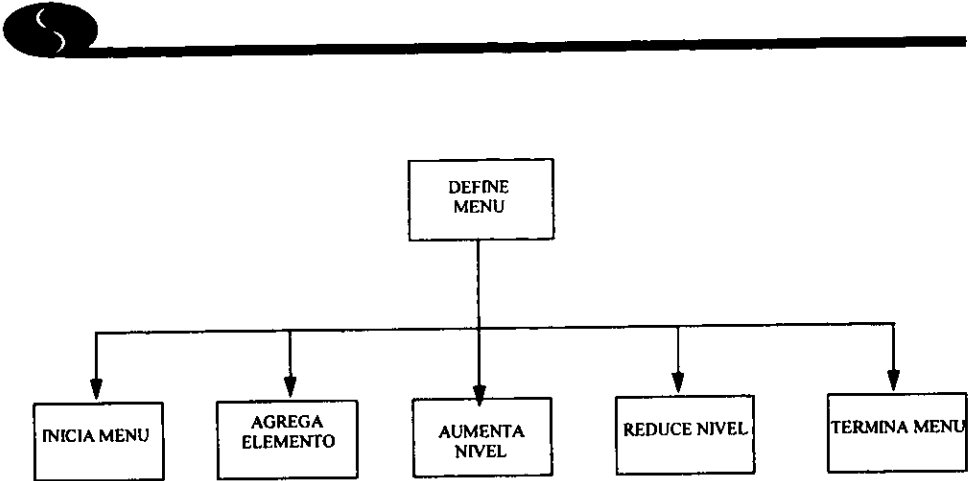 DEFINE
MENU
INICIA MENU
AGREGA
ELEMENTO
AUMENTA
NIVEL
REDUCE NIVEL
TERMINA MENU